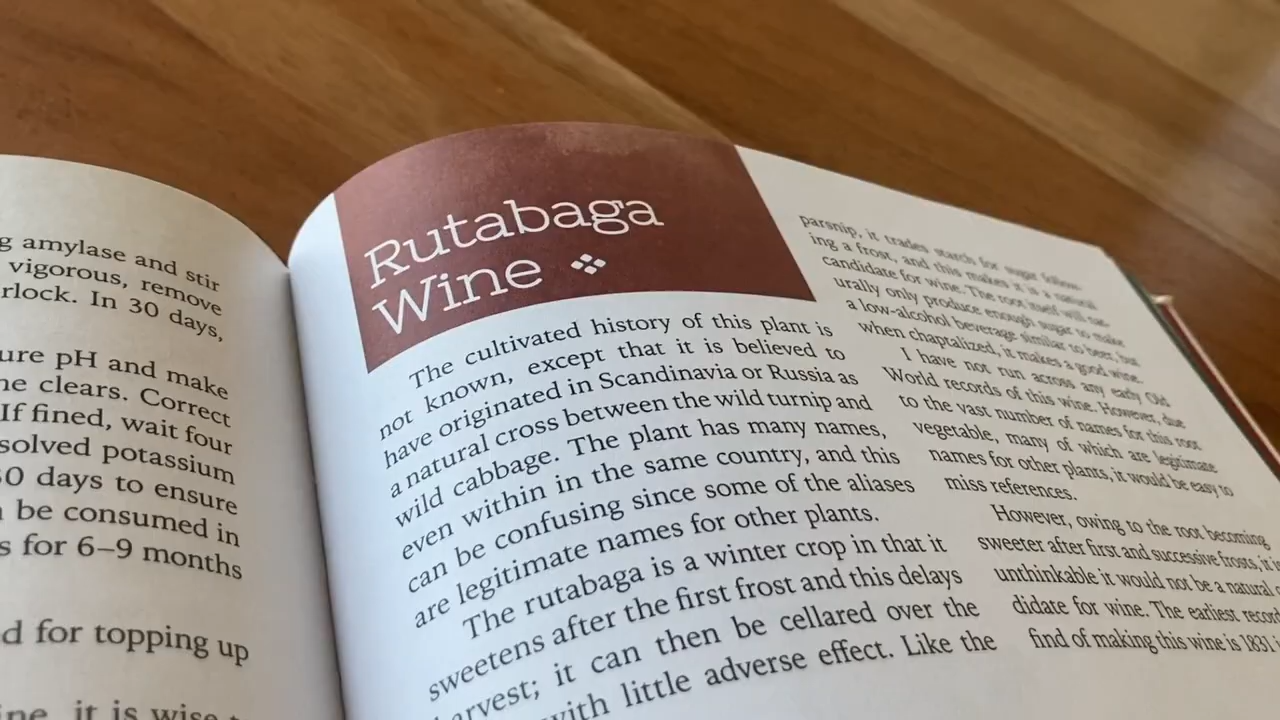 g amylase and stir
vigorous, remove
rlock. In 30 days,
ure pH and make
ne clears. Correct
If fined, wait four
solved potassium
30 days to ensure
be consumed in
s for 6–9 months
d for topping up
ine, it is wise
Rutabaga
Wine
The cultivated history of this plant is
not known, except that it is believed to
have originated in Scandinavia or Russia as
a natural cross between the wild turnip and
wild cabbage. The plant has many names,
even within in the same country, and this
can be confusing since some of the aliases
are legitimate names for other plants.
The rutabaga is a winter crop in that it
sweetens after the first frost and this delays
harvest; it can then be cellared over the
with little adverse effect. Like the
parsnip, it trades starch for sugar follow-
ing a frost, and this makes it is a natural
candidate for wine. The root itself will nat-
urally only produce enough sugar to make
a low-alcohol beverage similar to beer, but
when chaptalized, it makes a good wine.
I have not run across any early Old
World records of this wine. However, due
to the vast number of names for this root
vegetable, many of which are legitimate
names for other plants, it would be easy to
miss references.
However, owing to the root becoming
sweeter after first and successive frosts, it i
unthinkable it would not be a natural
didate for wine. The earliest record
find of making this wine is 1831